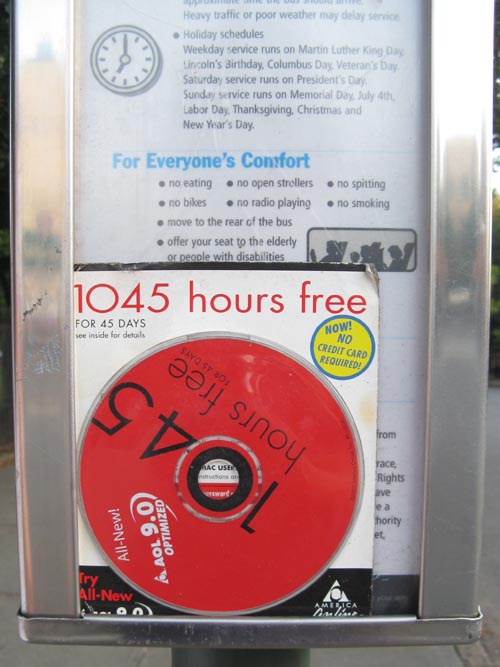 approximate time the bus should arrive.
Heavy traffic or poor weather may delay service.
• Holiday schedules
Weekday service runs on Martin Luther King Day,
Lincoln's Birthday, Columbus Day, Veteran's Day.
Saturday service runs on President's Day.
Sunday service runs on Memorial Day, July 4th,
Labor Day, Thanksgiving, Christmas and
New Year's Day.
For Everyone's Comfort
• no eating • no open strollers • no spitting
• no bikes • no radio playing • no smoking
• move to the rear of the bus
• offer your seat to the elderly
or people with disabilities
1045 hours free
FOR 45 DAYS
see inside for details
NOW!
NO
CREDIT CARD
REQUIRED!
1045
hours free
FOR 45 DAYS
MAC USER
instructions
All-New!
AOL 9.0
OPTIMIZED
Try
All-New
9.0
AMERICA
Online
from
Rights